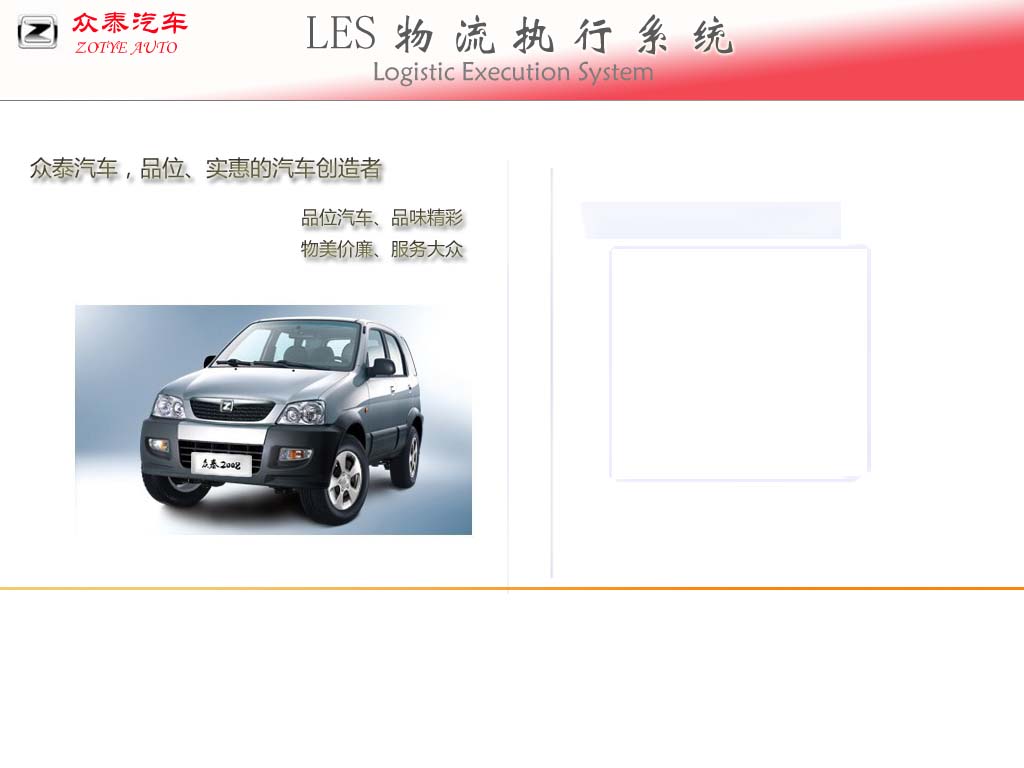 众泰汽车
ZOTYE AUTO
LES 物流执行系统
Logistic Execution System
众泰汽车，品位、实惠的汽车创造者
品位汽车、品味精彩
物美价廉、服务大众
众泰2008